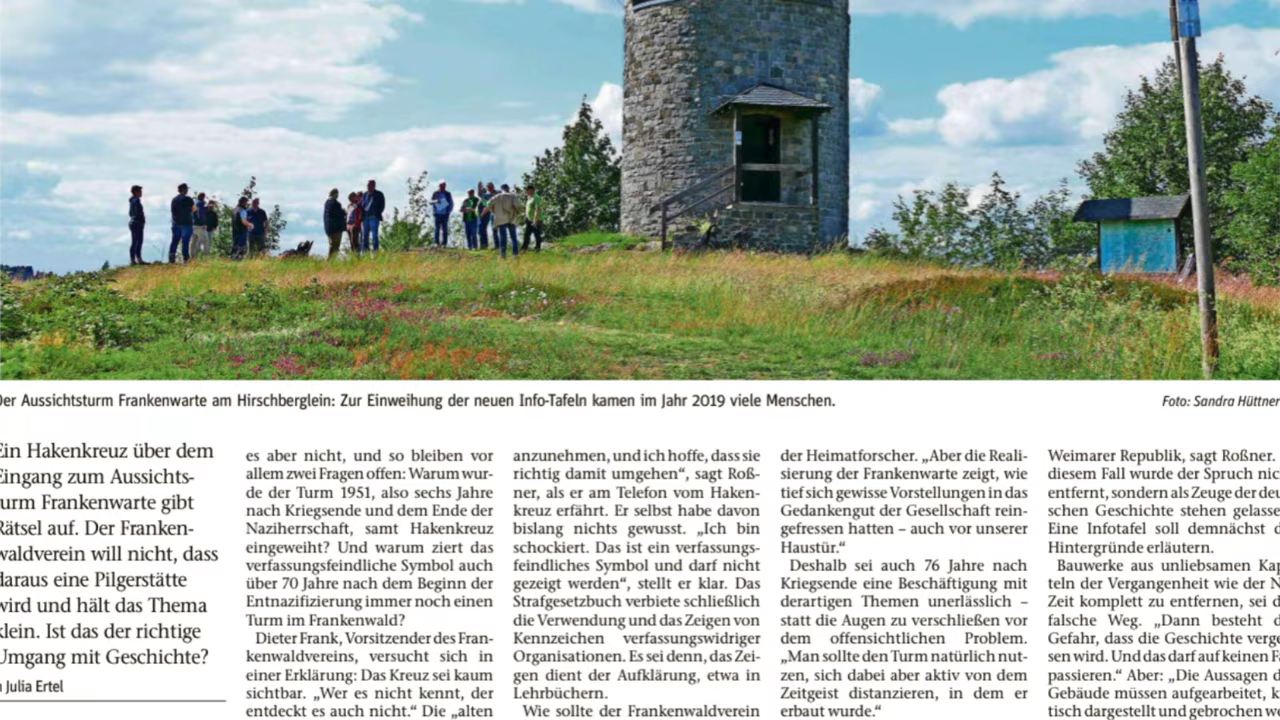 Der Aussichtsturm Frankenwarte am Hirschberglein: Zur Einweihung der neuen Info-Tafeln kamen im Jahr 2019 viele Menschen.
Foto: Sandra Hüttner
Ein Hakenkreuz über dem
Eingang zum Aussichts-
turm Frankenwarte gibt
Rätsel auf. Der Franken-
waldverein will nicht, dass
daraus eine Pilgerstätte
wird und hält das Thema
klein. Ist das der richtige
Umgang mit Geschichte?
Julia Ertel
es aber nicht, und so bleiben vor
allem zwei Fragen offen: Warum wur-
de der Turm 1951, also sechs Jahre
nach Kriegsende und dem Ende der
Naziherrschaft, samt Hakenkreuz
eingeweiht? Und warum ziert das
verfassungsfeindliche Symbol auch
über 70 Jahre nach dem Beginn der
Entnazifizierung immer noch einen
Turm im Frankenwald?
Dieter Frank, Vorsitzender des Fran-
kenwaldvereins, versucht sich in
einer Erklärung: Das Kreuz sei kaum
sichtbar. „Wer es nicht kennt, der
entdeckt es auch nicht.“ Die „alten
anzunehmen, und ich hoffe, dass sie
richtig damit umgehen“, sagt Roß-
ner, als er am Telefon vom Haken-
kreuz erfährt. Er selbst habe davon
bislang nichts gewusst. „Ich bin
schockiert. Das ist ein verfassungs-
feindliches Symbol und darf nicht
gezeigt werden“, stellt er klar. Das
Strafgesetzbuch verbiete schließlich
die Verwendung und das Zeigen von
Kennzeichen verfassungswidriger
Organisationen. Es sei denn, das Zei-
gen dient der Aufklärung, etwa in
Lehrbüchern.
Wie sollte der Frankenwaldverein
der Heimatforscher. „Aber die Reali-
sierung der Frankenwarte zeigt, wie
tief sich gewisse Vorstellungen in das
Gedankengut der Gesellschaft rein-
gefressen hatten – auch vor unserer
Haustür.“
Deshalb sei auch 76 Jahre nach
Kriegsende eine Beschäftigung mit
derartigen Themen unerlässlich –
statt die Augen zu verschließen vor
dem offensichtlichen Problem.
„Man sollte den Turm natürlich nut-
zen, sich dabei aber aktiv von dem
Zeitgeist distanzieren, in dem er
erbaut wurde.“
Weimarer Republik, sagt Roßner.
diesem Fall wurde der Spruch nic
entfernt, sondern als Zeuge der deu
schen Geschichte stehen gelasse
Eine Infotafel soll demnächst d
Hintergründe erläutern.
Bauwerke aus unliebsamen Kap
teln der Vergangenheit wie der N
Zeit komplett zu entfernen, sei d
falsche Weg. „Dann besteht d
Gefahr, dass die Geschichte verge
sen wird. Und das darf auf keinen F
passieren.“ Aber: „Die Aussagen d
Gebäude müssen aufgearbeitet, k
tisch dargestellt und gebrochen we